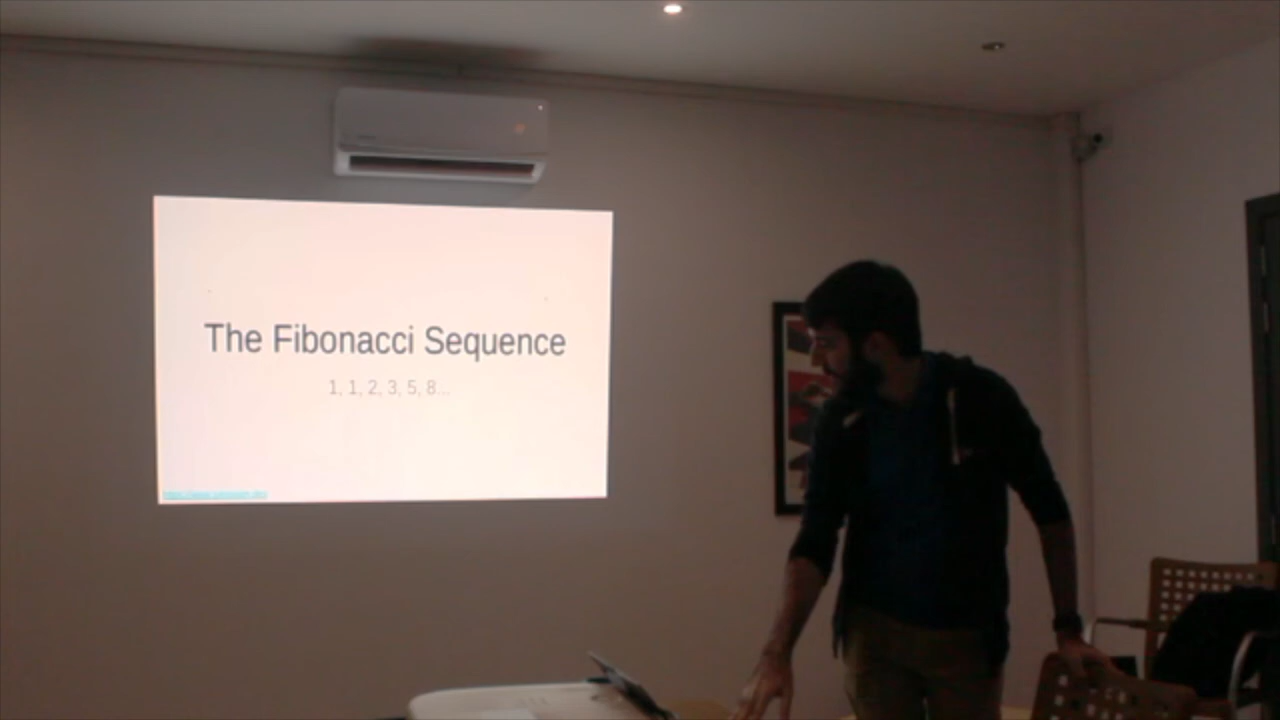 The Fibonacci Sequence
1, 1, 2, 3, 5, 8...